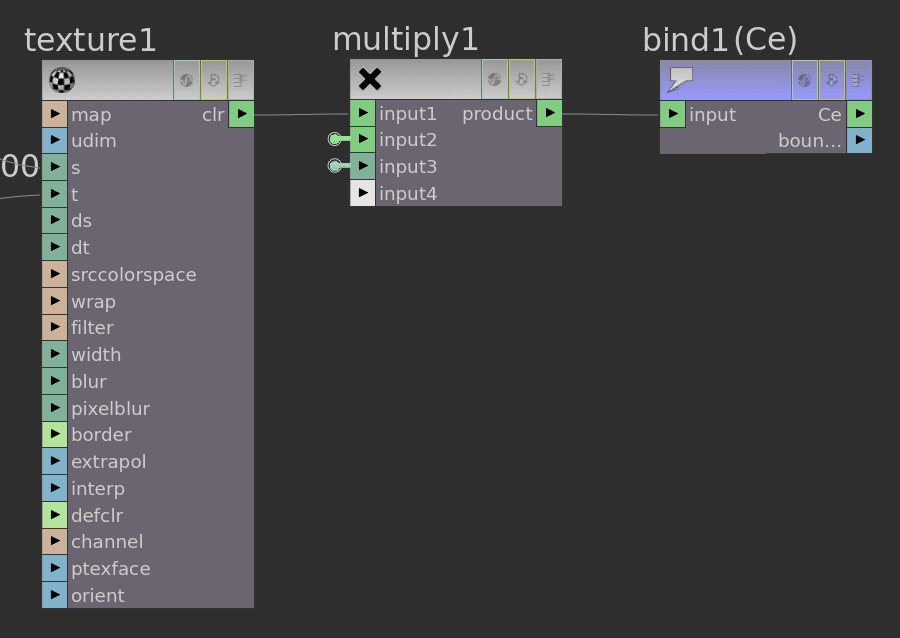 texture1
map clr
udim
s
t
ds
dt
srccolorspace
wrap
filter
width
blur
pixelblur
border
extrapol
interp
defclr
channel
ptexface
orient
00
multiply1
input1 product
input2
input3
input4
bind1(Ce)
input Ce
boun...